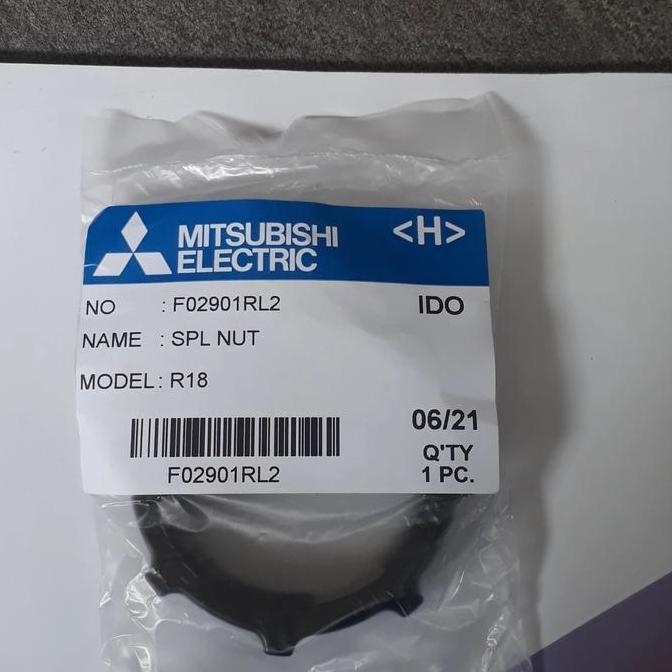 MITSUBISHI
ELECTRIC
<H>
NO : F02901RL2
IDO
NAME : SPL NUT
MODEL : R18
06/21
Q'TY
1 PC.
F02901RL2